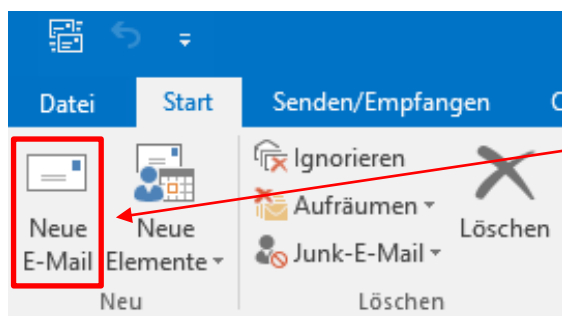 Datei Start Senden/Empfangen
Neue
E-Mail
Neue
Elemente
Neu
Ignorieren
Aufräumen
Junk-E-Mail
Löschen
Löschen